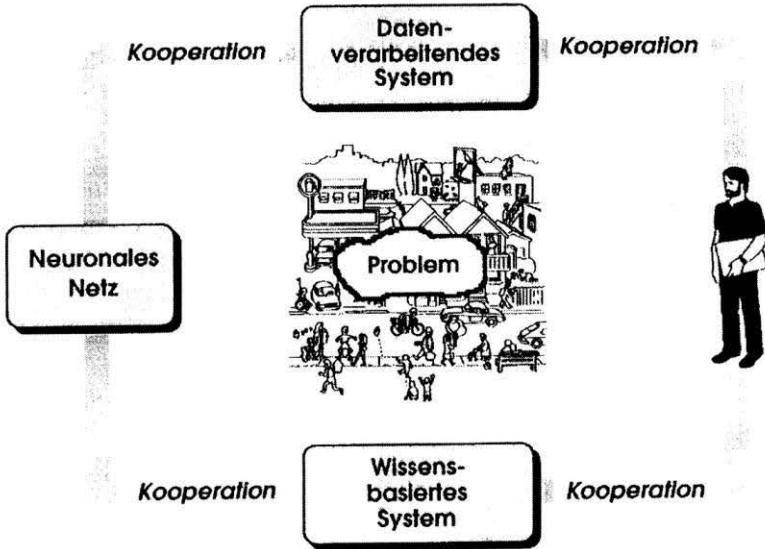 Kooperation
Daten-
verarbeitendes
System
Kooperation
Neuronales
Netz
Problem
Kooperation
Wissens-
basiertes
System
Kooperation